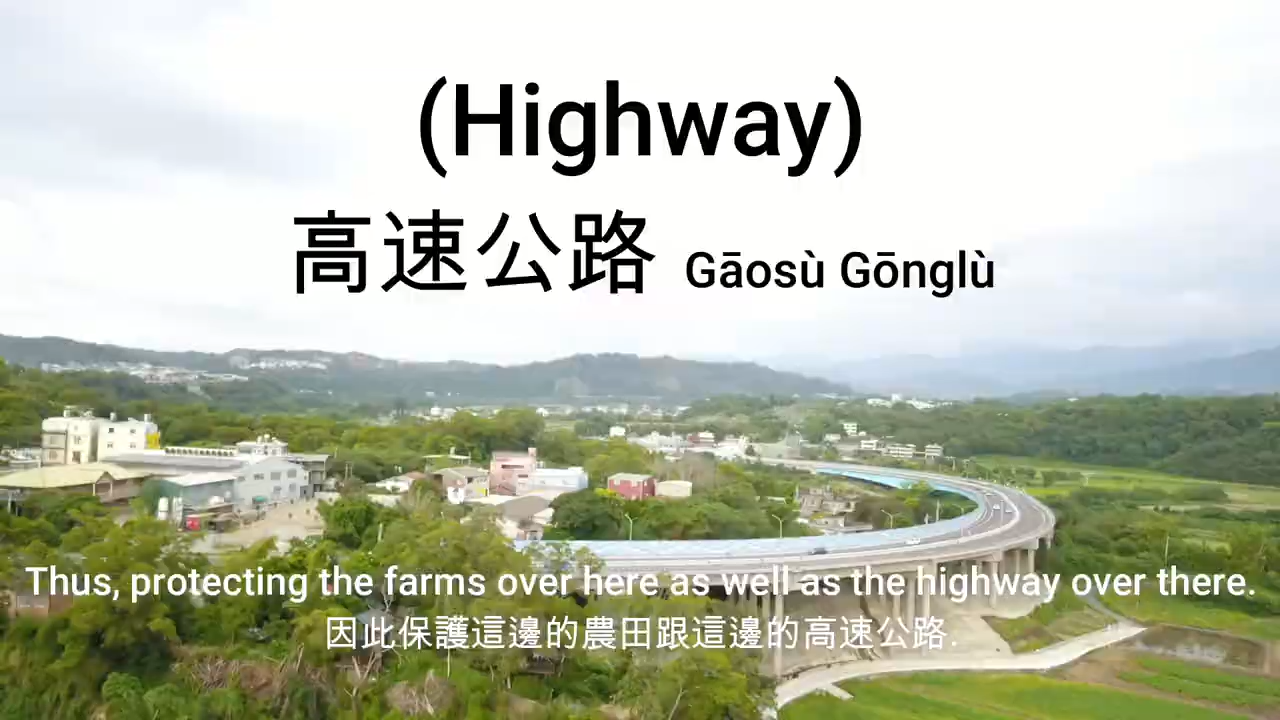 (Highway)
高速公路 Gāosù Gōnglù
Thus, protecting the farms over here as well as the highway over there.
因此保護這邊的農田跟這邊的高速公路.